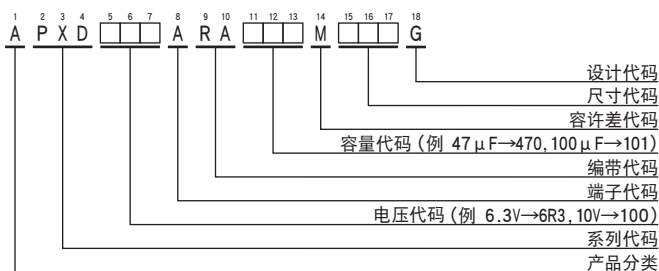 1 2 3 4 5 6 7 8 9 10 11 12 13 14 15 16 17 18
A P X D □□□ A R A □□□ M □□□ G
设计代码
尺寸代码
容许差代码
容量代码 (例 47μF→470, 100μF→101)
编带代码
端子代码
电压代码 (例 6.3V→6R3, 10V→100)
系列代码
产品分类